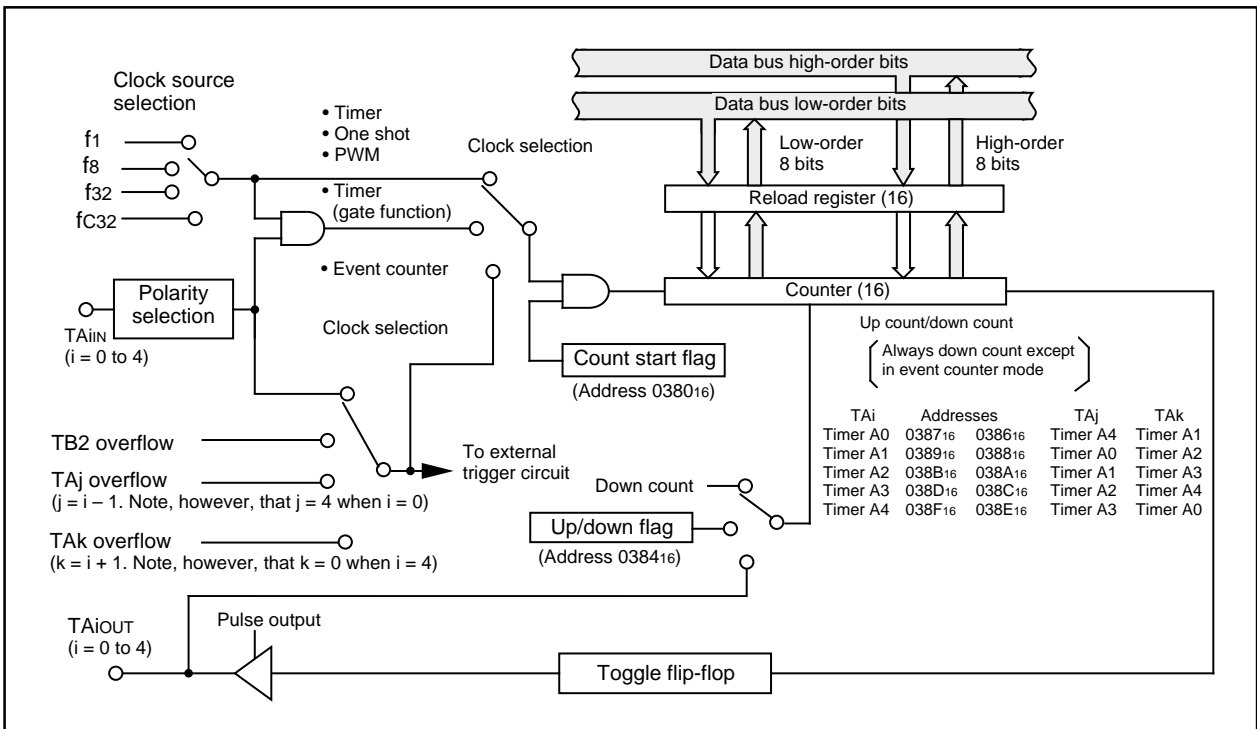 Clock source
selection
f1
f8
f32
fC32
• Timer
• One shot
• PWM
• Timer
(gate function)
• Event counter
Clock selection
Data bus high-order bits
Data bus low-order bits
Low-order
8 bits
High-order
8 bits
Reload register (16)
Counter (16)
Polarity
selection
TAiIN
(i = 0 to 4)
Clock selection
Count start flag
(Address 038016)
Up count/down count
Always down count except
in event counter mode
TAi Addresses TAj TAk
Timer A0 038716 038616 Timer A4 Timer A1
Timer A1 038916 038816 Timer A0 Timer A2
Timer A2 038B16 038A16 Timer A1 Timer A3
Timer A3 038D16 038C16 Timer A2 Timer A4
Timer A4 038F16 038E16 Timer A3 Timer A0
TB2 overflow
TAj overflow
(j = i – 1. Note, however, that j = 4 when i = 0)
TAk overflow
(k = i + 1. Note, however, that k = 0 when i = 4)
To external
trigger circuit
Down count
Up/down flag
(Address 038416)
TAiOUT
(i = 0 to 4)
Pulse output
Toggle flip-flop